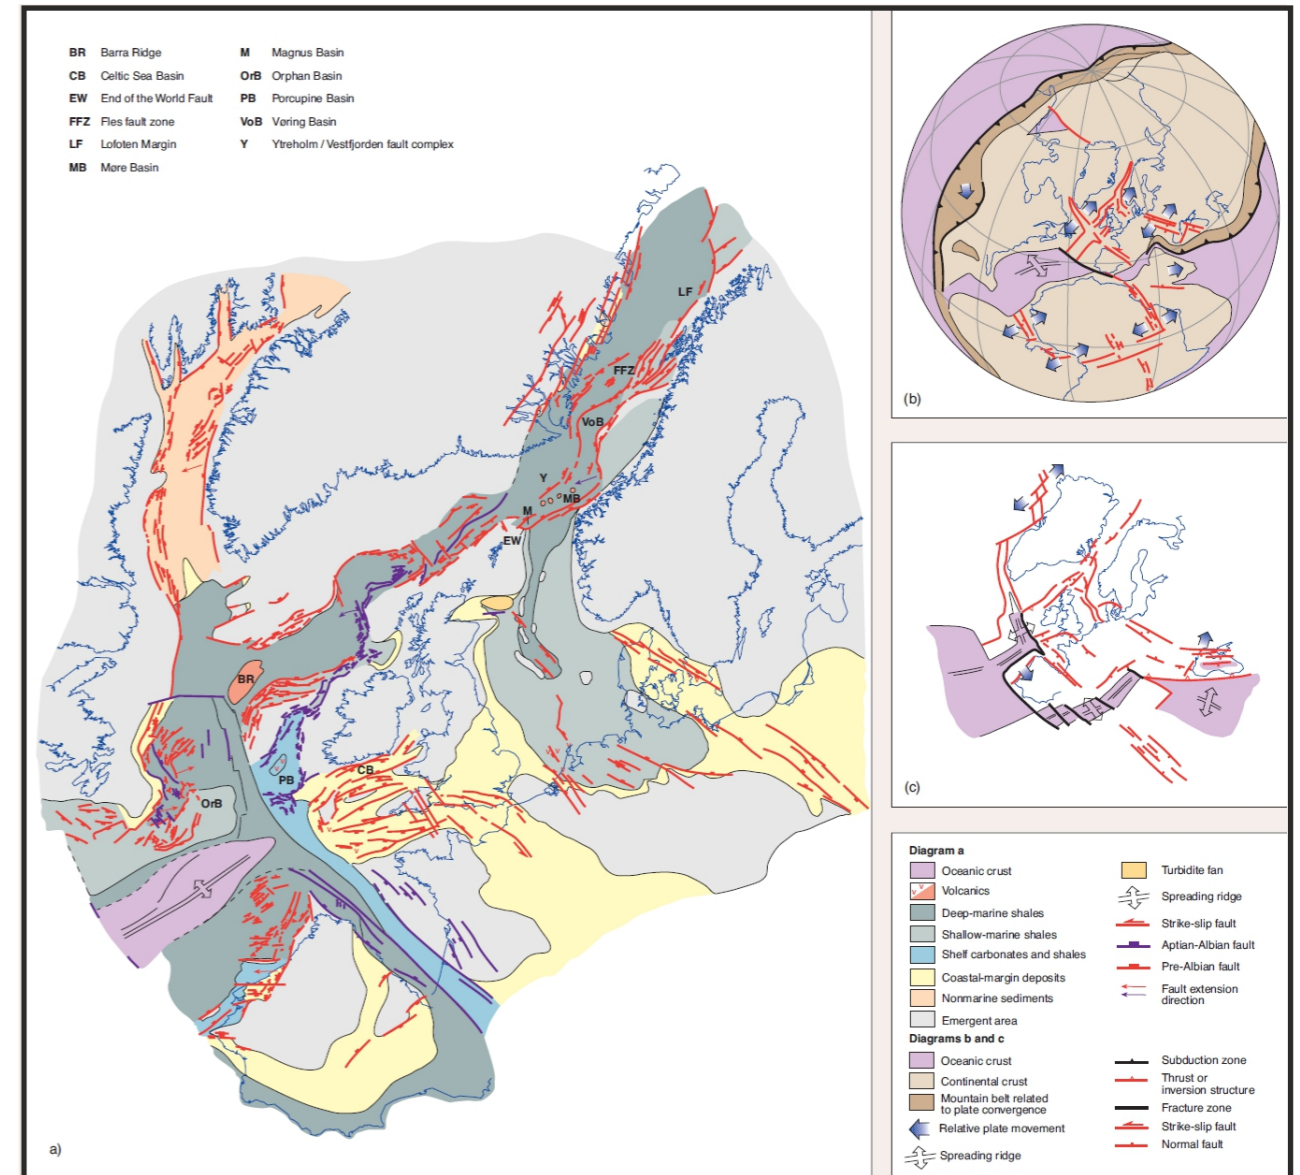 BR Barra Ridge
CB Celtic Sea Basin
EW End of the World Fault
FFZ Fles fault zone
LF Lofoten Margin
MB Møre Basin
M Magnus Basin
OrB Orphan Basin
PB Porcupine Basin
VoB Vøring Basin
Y Ytreholm / Vestfjorden fault complex
LF
FFZ
VoB
Y
MB
M
EW
BR
PB
CB
OrB
a)
(b)
(c)
Diagram a
Oceanic crust
v v
Volcanics
Deep-marine shales
Shallow-marine shales
Shelf carbonates and shales
Coastal-margin deposits
Nonmarine sediments
Emergent area
Turbidite fan
Spreading ridge
Strike-slip fault
Aptian-Albian fault
Pre-Albian fault
Fault extension
direction
Diagrams b and c
Oceanic crust
Continental crust
Mountain belt related
to plate convergence
Relative plate movement
Spreading ridge
Subduction zone
Thrust or
inversion structure
Fracture zone
Strike-slip fault
Normal fault